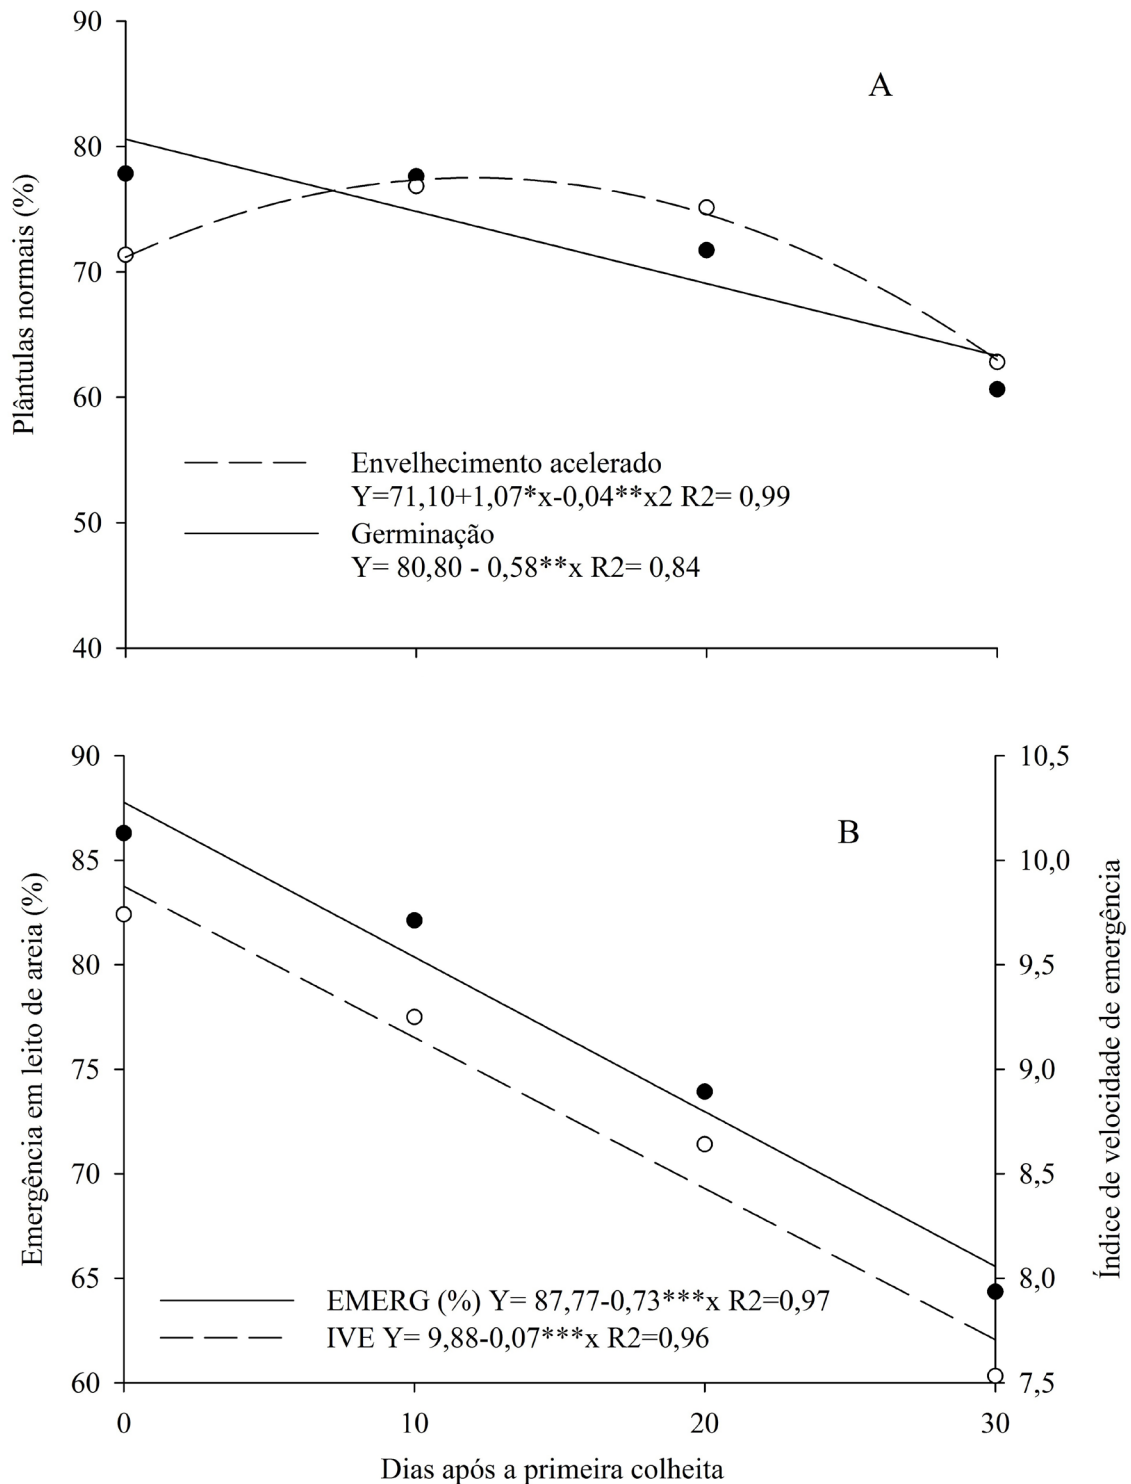 90
A
80
70
60
50
40
Plântulas normais (%)
Envelhecimento acelerado
Y=71,10+1,07*x-0,04**x2 R2= 0,99
Germinação
Y= 80,80 - 0,58**x R2= 0,84
90
85
80
75
70
65
60
Emergência em leito de areia (%)
B
10,5
10,0
9,5
9,0
8,5
8,0
7,5
Índice de velocidade de emergência
EMERG (%) Y= 87,77-0,73***x R2=0,97
IVE Y= 9,88-0,07***x R2=0,96
0 10 20 30
Dias após a primeira colheita